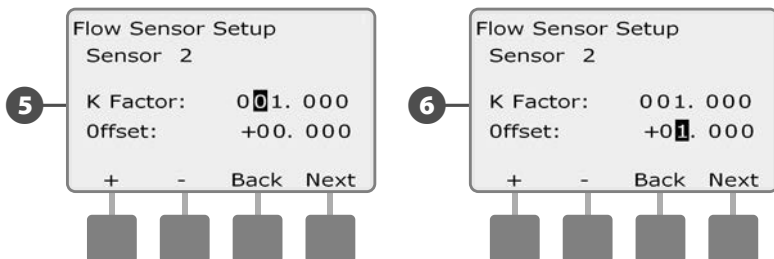 5
Flow Sensor Setup
Sensor 2
K Factor: 001. 000
Offset: +00. 000
+ - Back Next
6
Flow Sensor Setup
Sensor 2
K Factor: 001. 000
Offset: +01. 000
+ - Back Next